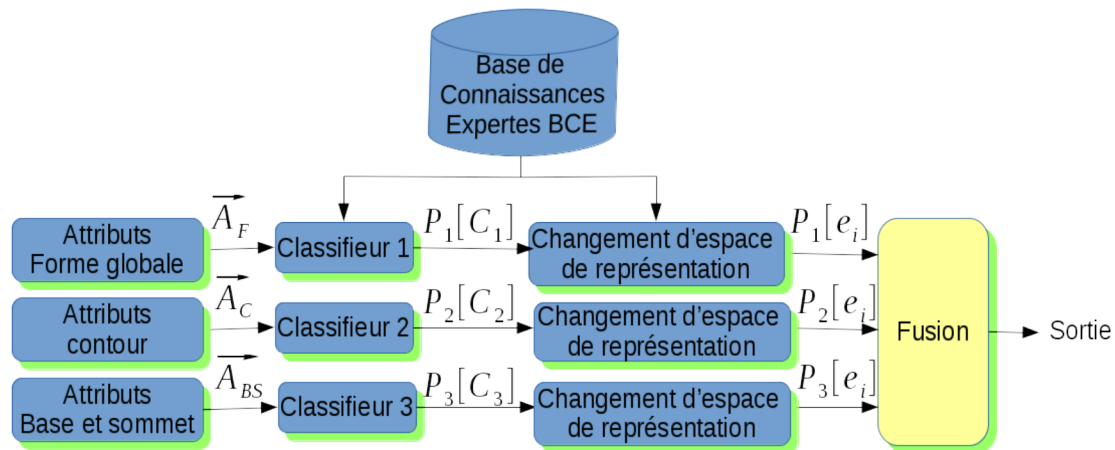 Base de
Connaissances
Expertes BCE
Attributs
Forme globale
A_F
Classifieur 1
P_1[C_1]
Changement d'espace
de représentation
P_1[e_i]
Attributs
contour
A_C
Classifieur 2
P_2[C_2]
Changement d'espace
de représentation
P_2[e_i]
Attributs
Base et sommet
A_BS
Classifieur 3
P_3[C_3]
Changement d'espace
de représentation
P_3[e_i]
Fusion
Sortie